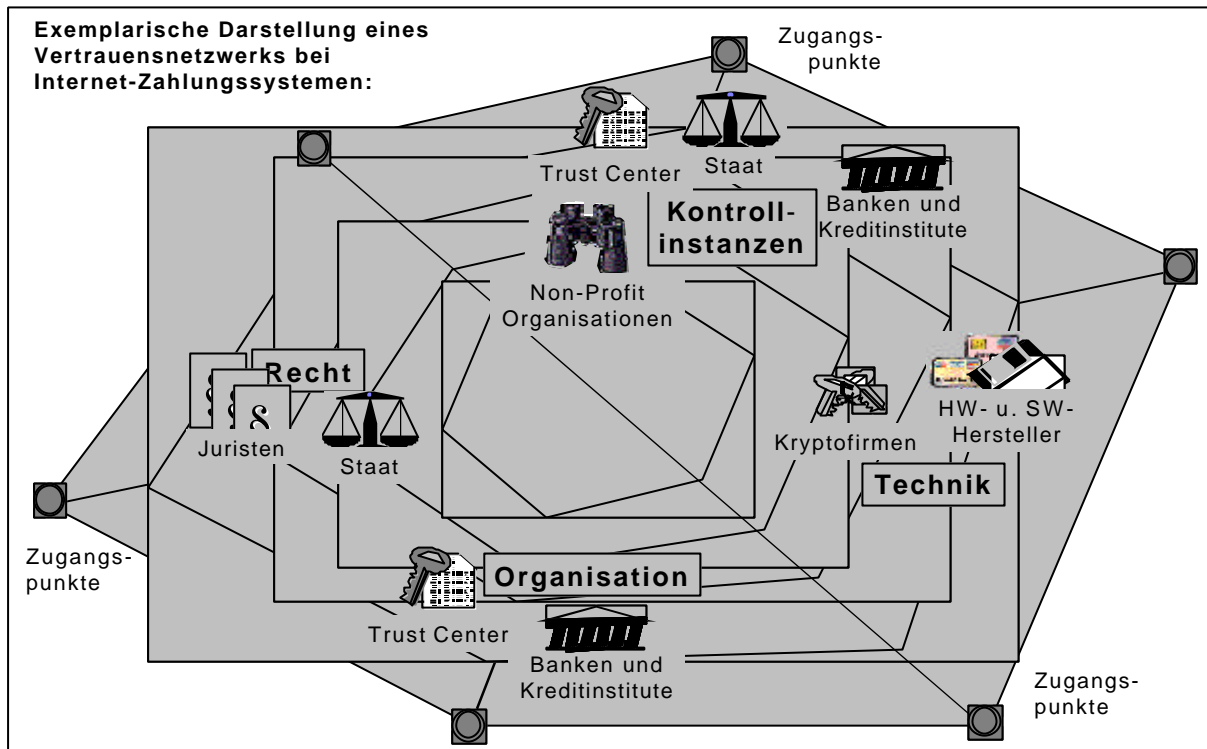 Exemplarische Darstellung eines
Vertrauensnetzwerks bei
Internet-Zahlungssystemen:
Zugangs-
punkte
Trust Center
Staat
Banken und
Kreditinstitute
Kontroll-
instanzen
Non-Profit
Organisationen
Recht
§
§
§
Juristen
Staat
Kryptofirmen
HW- u. SW-
Hersteller
Technik
Zugangs-
punkte
Organisation
Trust Center
Banken und
Kreditinstitute
Zugangs-
punkte